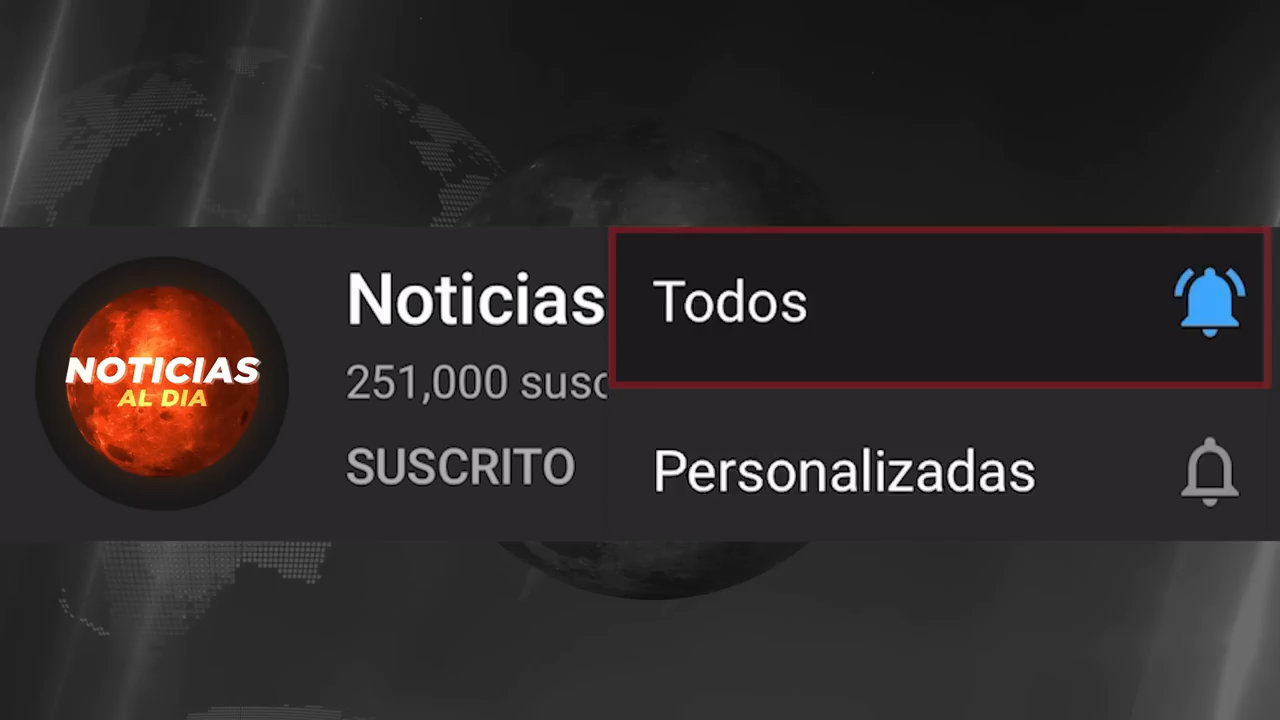 NOTICIAS
AL DIA
Noticias
251,000 susc
SUSCRITO
Todos
Personalizadas